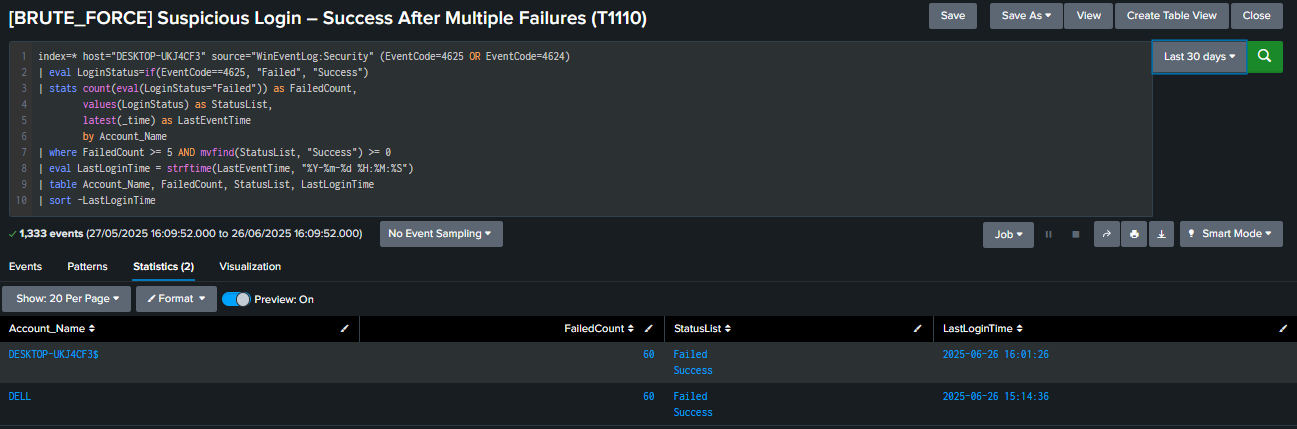 [BRUTE_FORCE] Suspicious Login – Success After Multiple Failures (T1110)
Save Save As View Create Table View Close
1 index=* host="DESKTOP-UKJ4CF3" source="WinEventLog:Security" (EventCode=4625 OR EventCode=4624)
Last 30 days
2 | eval LoginStatus=if(EventCode==4625, "Failed", "Success")
3 | stats count(eval(LoginStatus="Failed")) as FailedCount,
4 values(LoginStatus) as StatusList,
5 latest(_time) as LastEventTime
6 by Account_Name
7 | where FailedCount >= 5 AND mvfind(StatusList, "Success") >= 0
8 | eval LastLoginTime = strftime(LastEventTime, "%Y-%m-%d %H:%M:%S")
9 | table Account_Name, FailedCount, StatusList, LastLoginTime
10 | sort -LastLoginTime
1,333 events (27/05/2025 16:09:52.000 to 26/06/2025 16:09:52.000) No Event Sampling Job Smart Mode
Events Patterns Statistics (2) Visualization
Show: 20 Per Page Format Preview: On
Account_Name FailedCount StatusList LastLoginTime
DESKTOP-UKJ4CF3$ 60 Failed 2025-06-26 16:01:26
Success
DELL 60 Failed 2025-06-26 15:14:36
Success